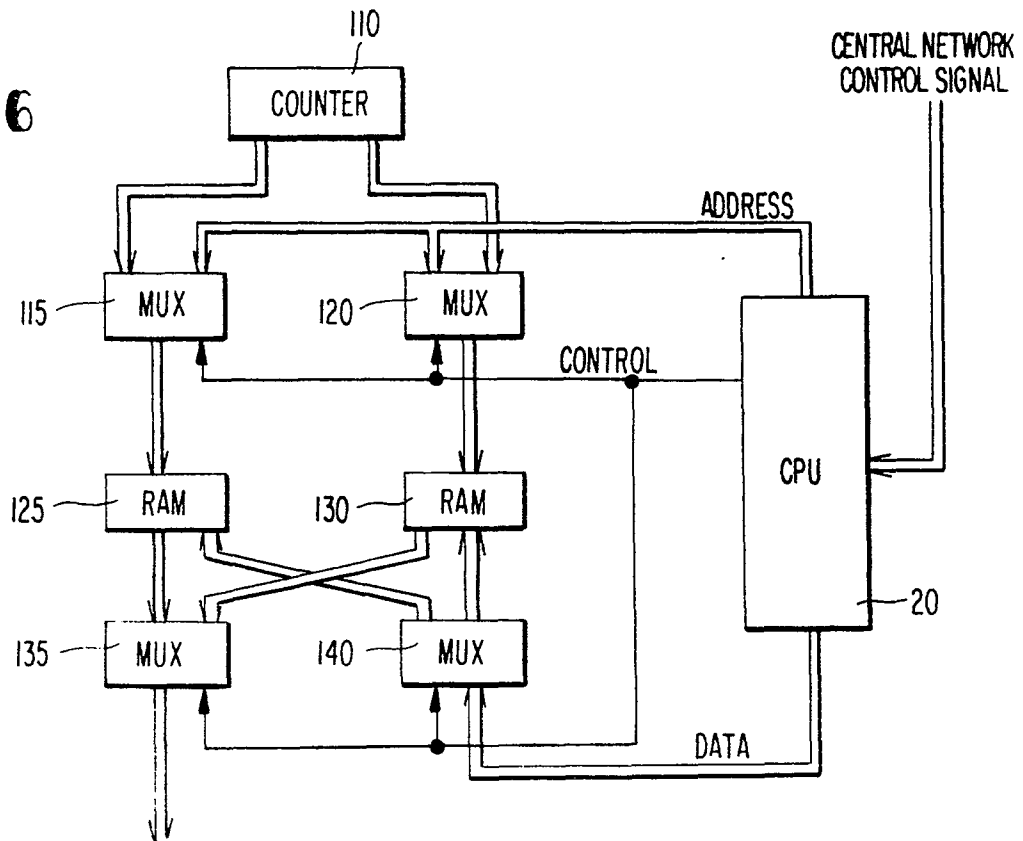 6
110
COUNTER
CENTRAL NETWORK
CONTROL SIGNAL
ADDRESS
115
MUX
120
MUX
CONTROL
CPU
125
RAM
130
RAM
20
135
MUX
140
MUX
DATA